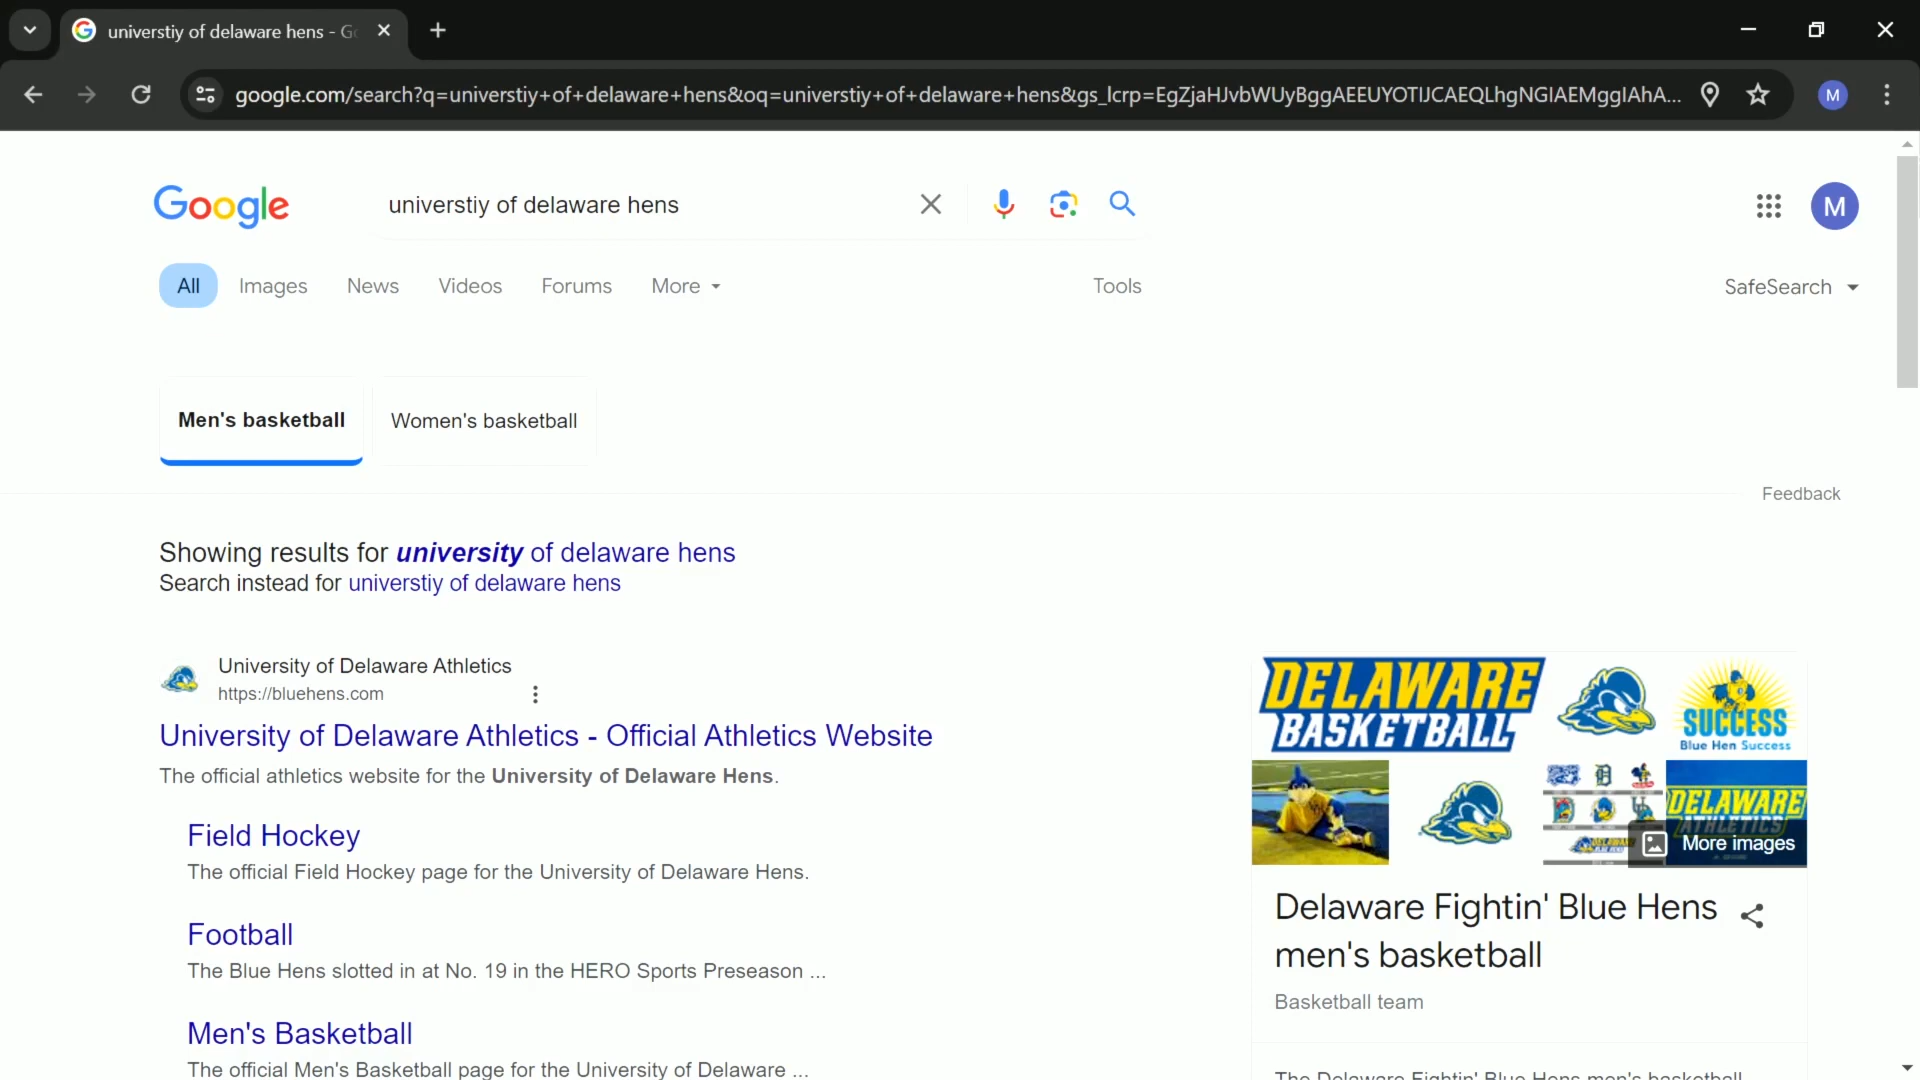 universtiy of delaware hens - Go
google.com/search?q=universtiy+of+delaware+hens&oq=universtiy+of+delaware+hens&gs_lcrp=EgZjaHJvbWUyBggAEEUYOTIJCAEQLhgNGIAEMggIAhA...
M
Google
universtiy of delaware hens
M
All
Images
News
Videos
Forums
More
Tools
SafeSearch
Men's basketball
Women's basketball
Feedback
Showing results for university of delaware hens
Search instead for universtiy of delaware hens
University of Delaware Athletics
https://bluehens.com
University of Delaware Athletics - Official Athletics Website
The official athletics website for the University of Delaware Hens.
Field Hockey
The official Field Hockey page for the University of Delaware Hens.
Football
The Blue Hens slotted in at No. 19 in the HERO Sports Preseason ...
Men's Basketball
The official Men's Basketball page for the University of Delaware ...
DELAWARE
BASKETBALL
SUCCESS
Blue Hen Success
DELAWARE
ATHLETICS
More images
Delaware Fightin' Blue Hens
men's basketball
Basketball team
The Delaware Fightin' Blue Hens men's basketball